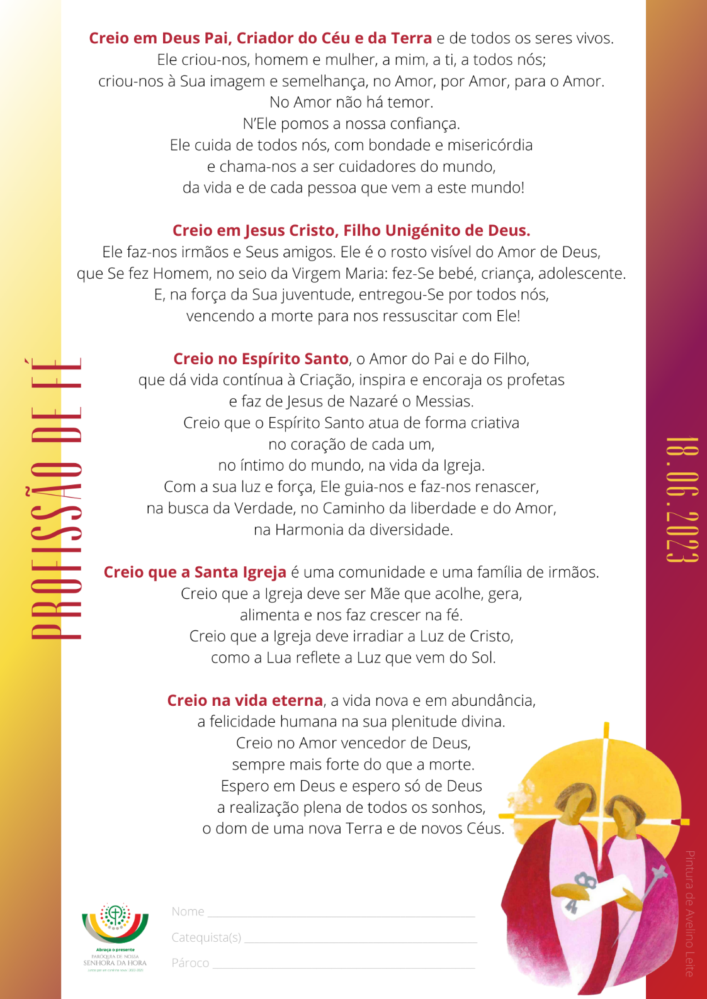 Creio em Deus Pai, Criador do Céu e da Terra e de todos os seres vivos.
Ele criou-nos, homem e mulher, a mim, a ti, a todos nós;
criou-nos à Sua imagem e semelhança, no Amor, por Amor, para o Amor.
No Amor não há temor.
N’Ele pomos a nossa confiança.
Ele cuida de todos nós, com bondade e misericórdia
e chama-nos a ser cuidadores do mundo,
da vida e de cada pessoa que vem a este mundo!
Creio em Jesus Cristo, Filho Unigénito de Deus.
Ele faz-nos irmãos e Seus amigos. Ele é o rosto visível do Amor de Deus,
que Se fez Homem, no seio da Virgem Maria: fez-Se bebé, criança, adolescente.
E, na força da Sua juventude, entregou-Se por todos nós,
vencendo a morte para nos ressuscitar com Ele!
Creio no Espírito Santo, o Amor do Pai e do Filho,
que dá vida contínua à Criação, inspira e encoraja os profetas
e faz de Jesus de Nazaré o Messias.
Creio que o Espírito Santo atua de forma criativa
no coração de cada um,
no íntimo do mundo, na vida da Igreja.
Com a sua luz e força, Ele guia-nos e faz-nos renascer,
na busca da Verdade, no Caminho da liberdade e do Amor,
na Harmonia da diversidade.
Creio que a Santa Igreja é uma comunidade e uma família de irmãos.
Creio que a Igreja deve ser Mãe que acolhe, gera,
alimenta e nos faz crescer na fé.
Creio que a Igreja deve irradiar a Luz de Cristo,
como a Lua reflete a Luz que vem do Sol.
Creio na vida eterna, a vida nova e em abundância,
a felicidade humana na sua plenitude divina.
Creio no Amor vencedor de Deus,
sempre mais forte do que a morte.
Espero em Deus e espero só de Deus
a realização plena de todos os sonhos,
o dom de uma nova Terra e de novos Céus.
PROFISSÃO DE FÉ
18.06.2023
Pintura de Avelino Leite
Nome
Catequista(s)
Pároco
Abraça o presente
PARÓQUIA DE NOSSA
SENHORA DA HORA